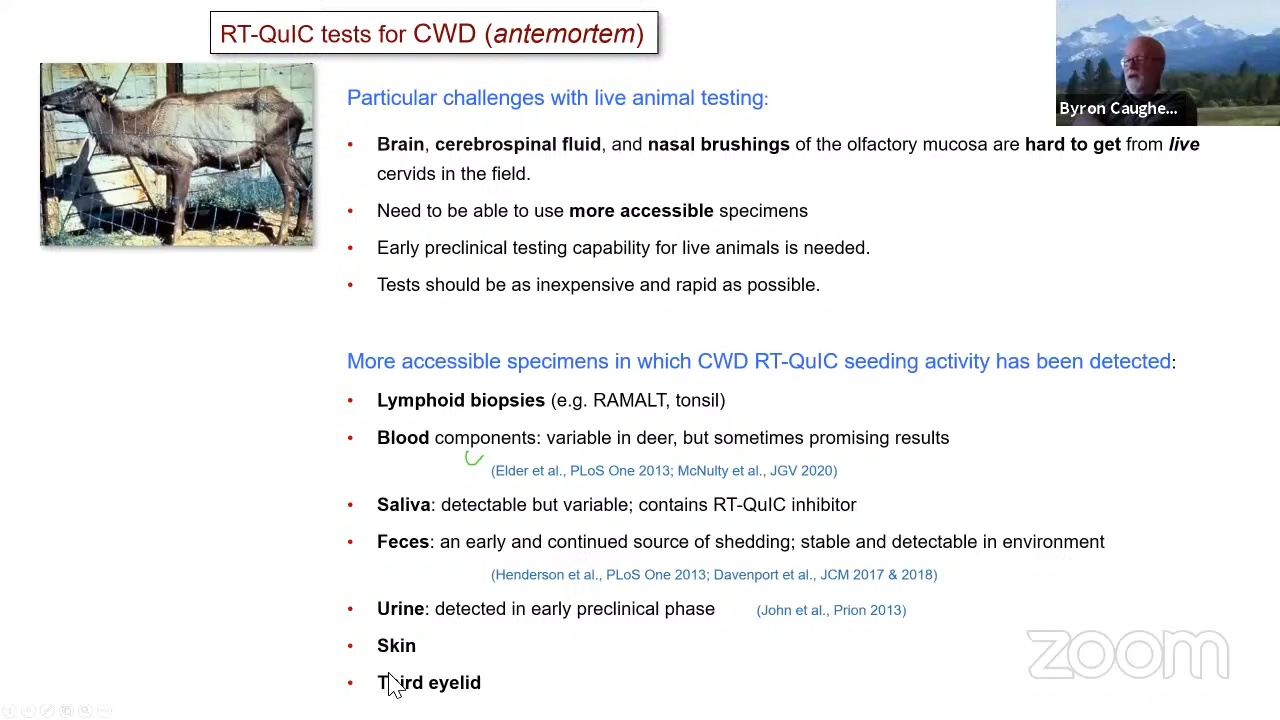 RT-QuIC tests for CWD (antemortem)
Byron Caughe...
Particular challenges with live animal testing:
• Brain, cerebrospinal fluid, and nasal brushings of the olfactory mucosa are hard to get from live
cervids in the field.
• Need to be able to use more accessible specimens
• Early preclinical testing capability for live animals is needed.
• Tests should be as inexpensive and rapid as possible.
More accessible specimens in which CWD RT-QuIC seeding activity has been detected:
• Lymphoid biopsies (e.g. RAMALT, tonsil)
• Blood components: variable in deer, but sometimes promising results
(Elder et al., PLoS One 2013; McNulty et al., JGV 2020)
• Saliva: detectable but variable; contains RT-QuIC inhibitor
• Feces: an early and continued source of shedding; stable and detectable in environment
(Henderson et al., PLoS One 2013; Davenport et al., JCM 2017 & 2018)
• Urine: detected in early preclinical phase (John et al., Prion 2013)
• Skin
• Third eyelid
zoom